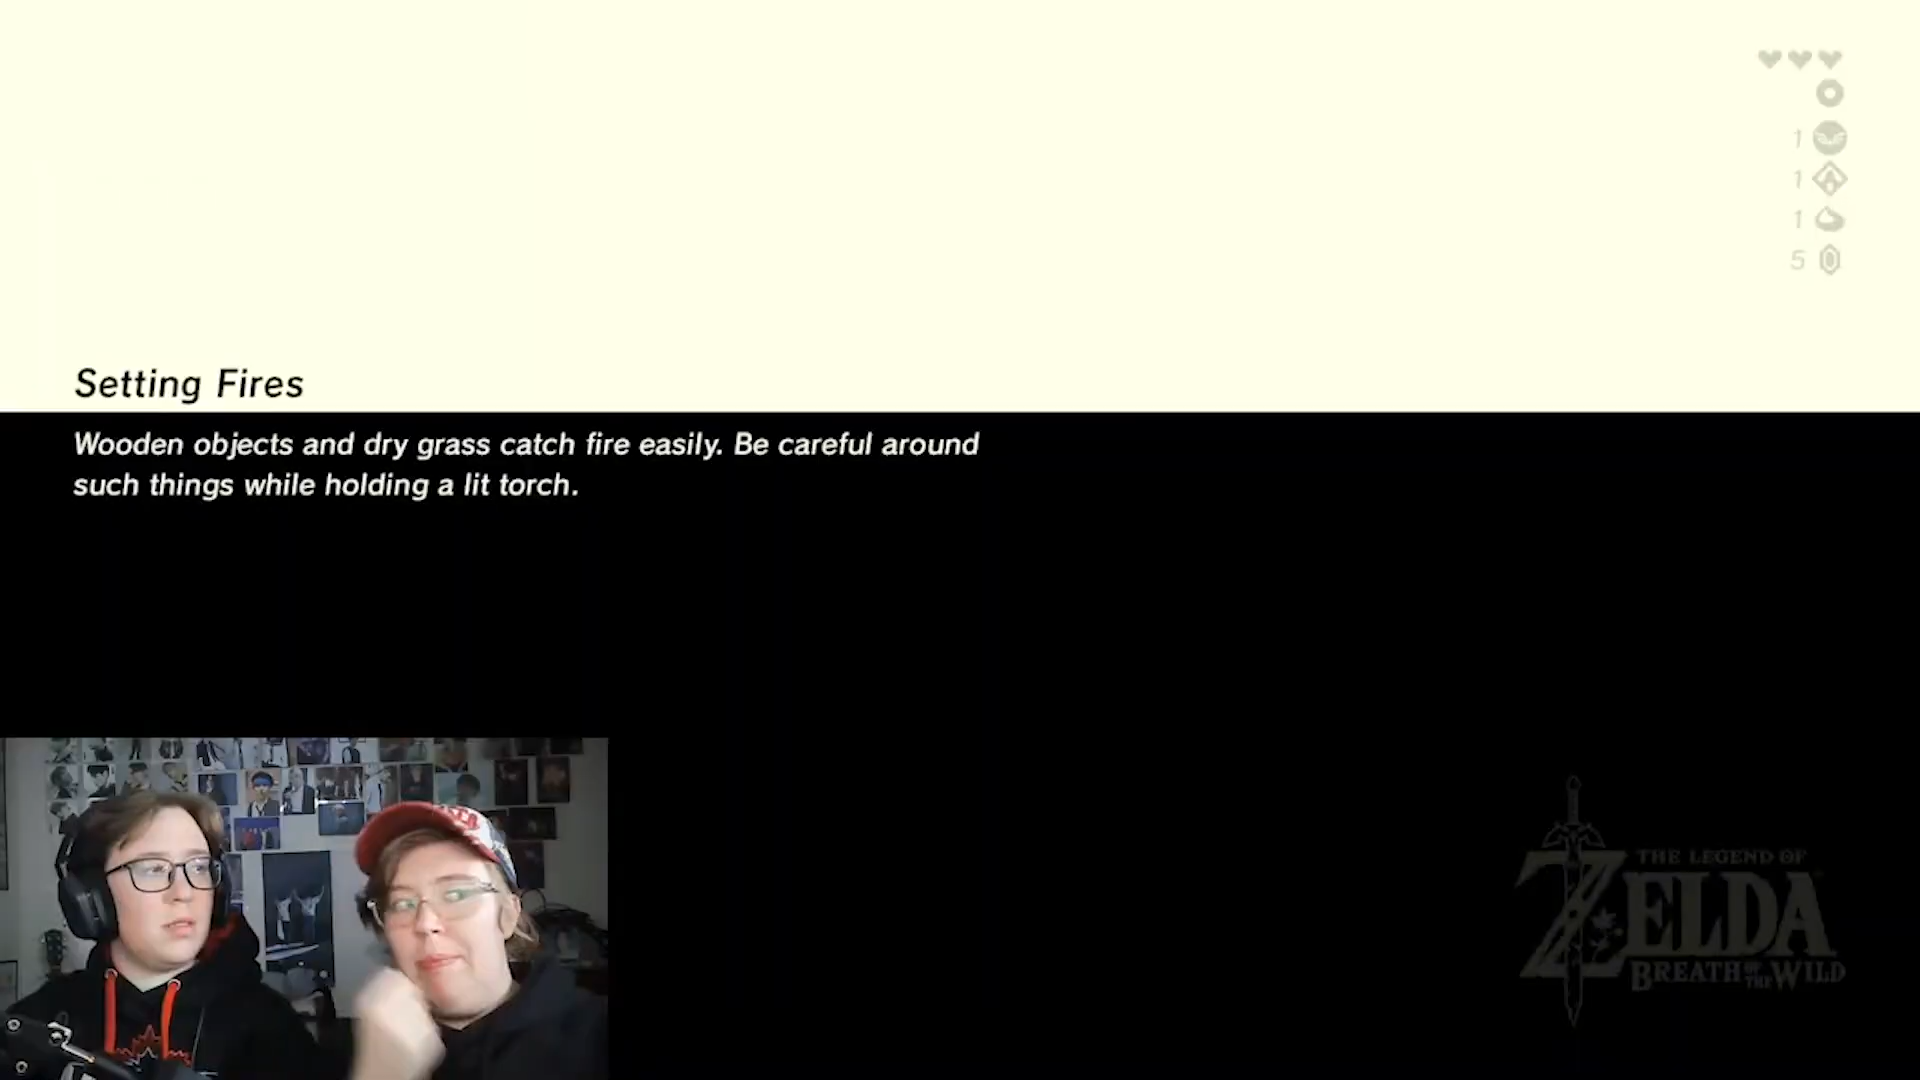 1
1
1
5
Setting Fires
Wooden objects and dry grass catch fire easily. Be careful around
such things while holding a lit torch.
THE LEGEND OF
ZELDA
BREATH OF THE WILD